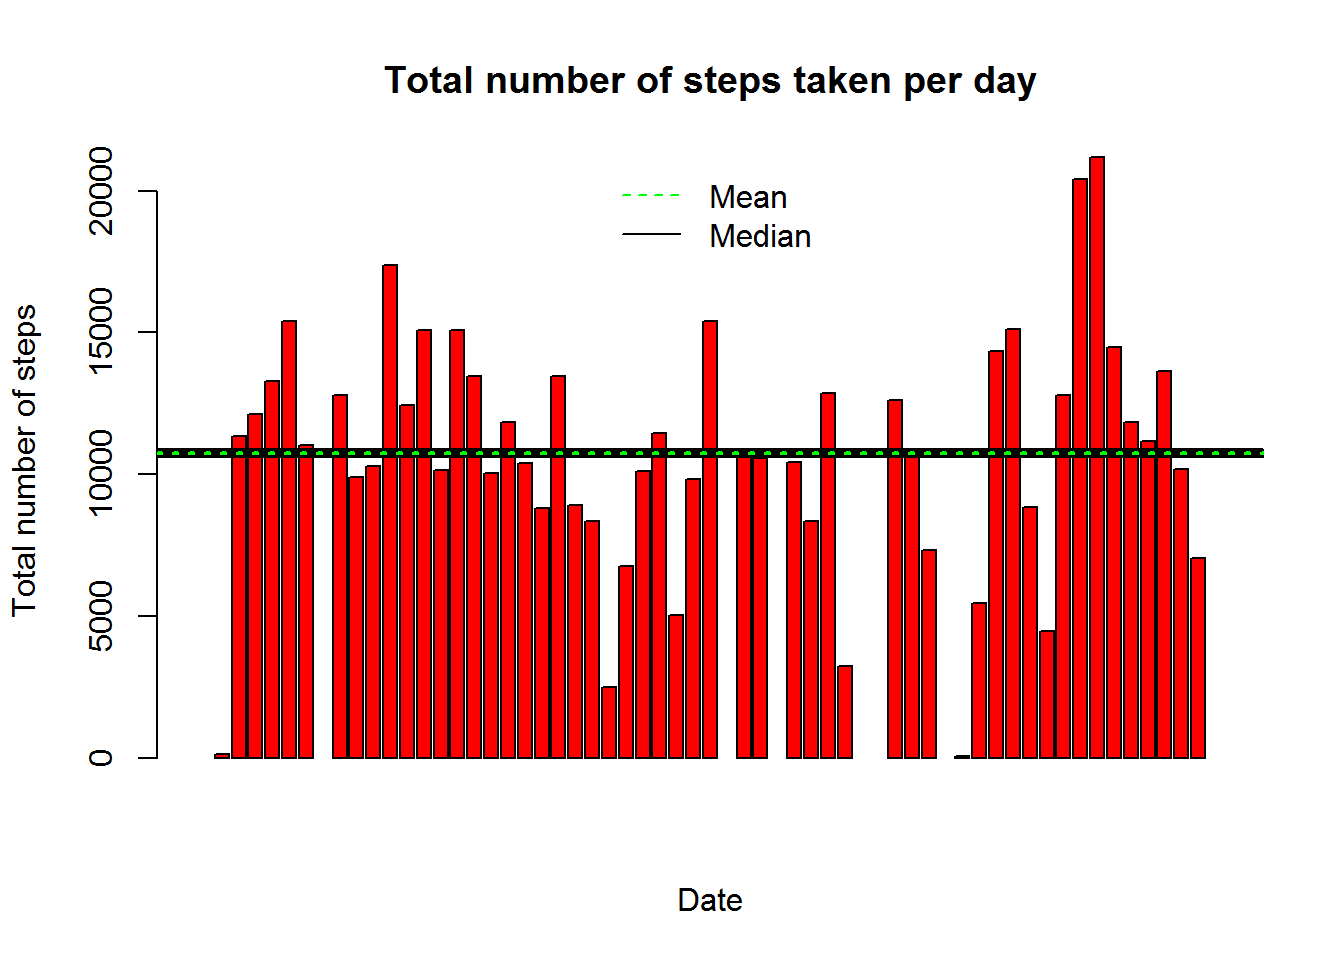 Total number of steps taken per day
Total number of steps
20000
15000
10000
5000
0
Mean
Median
Date